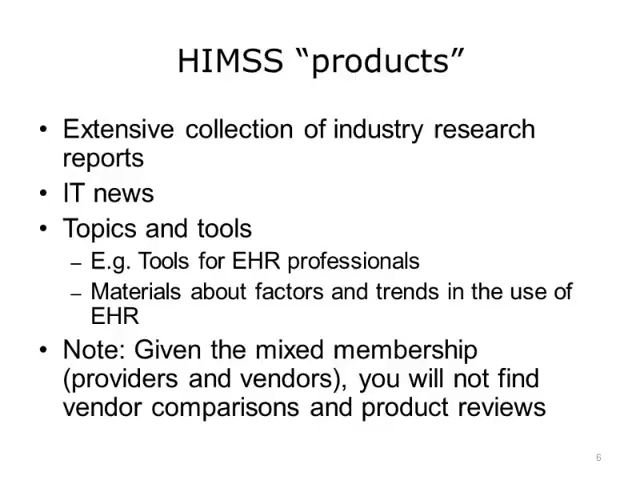 HIMSS “products”
• Extensive collection of industry research
reports
• IT news
• Topics and tools
– E.g. Tools for EHR professionals
– Materials about factors and trends in the use of
EHR
• Note: Given the mixed membership
(providers and vendors), you will not find
vendor comparisons and product reviews
6